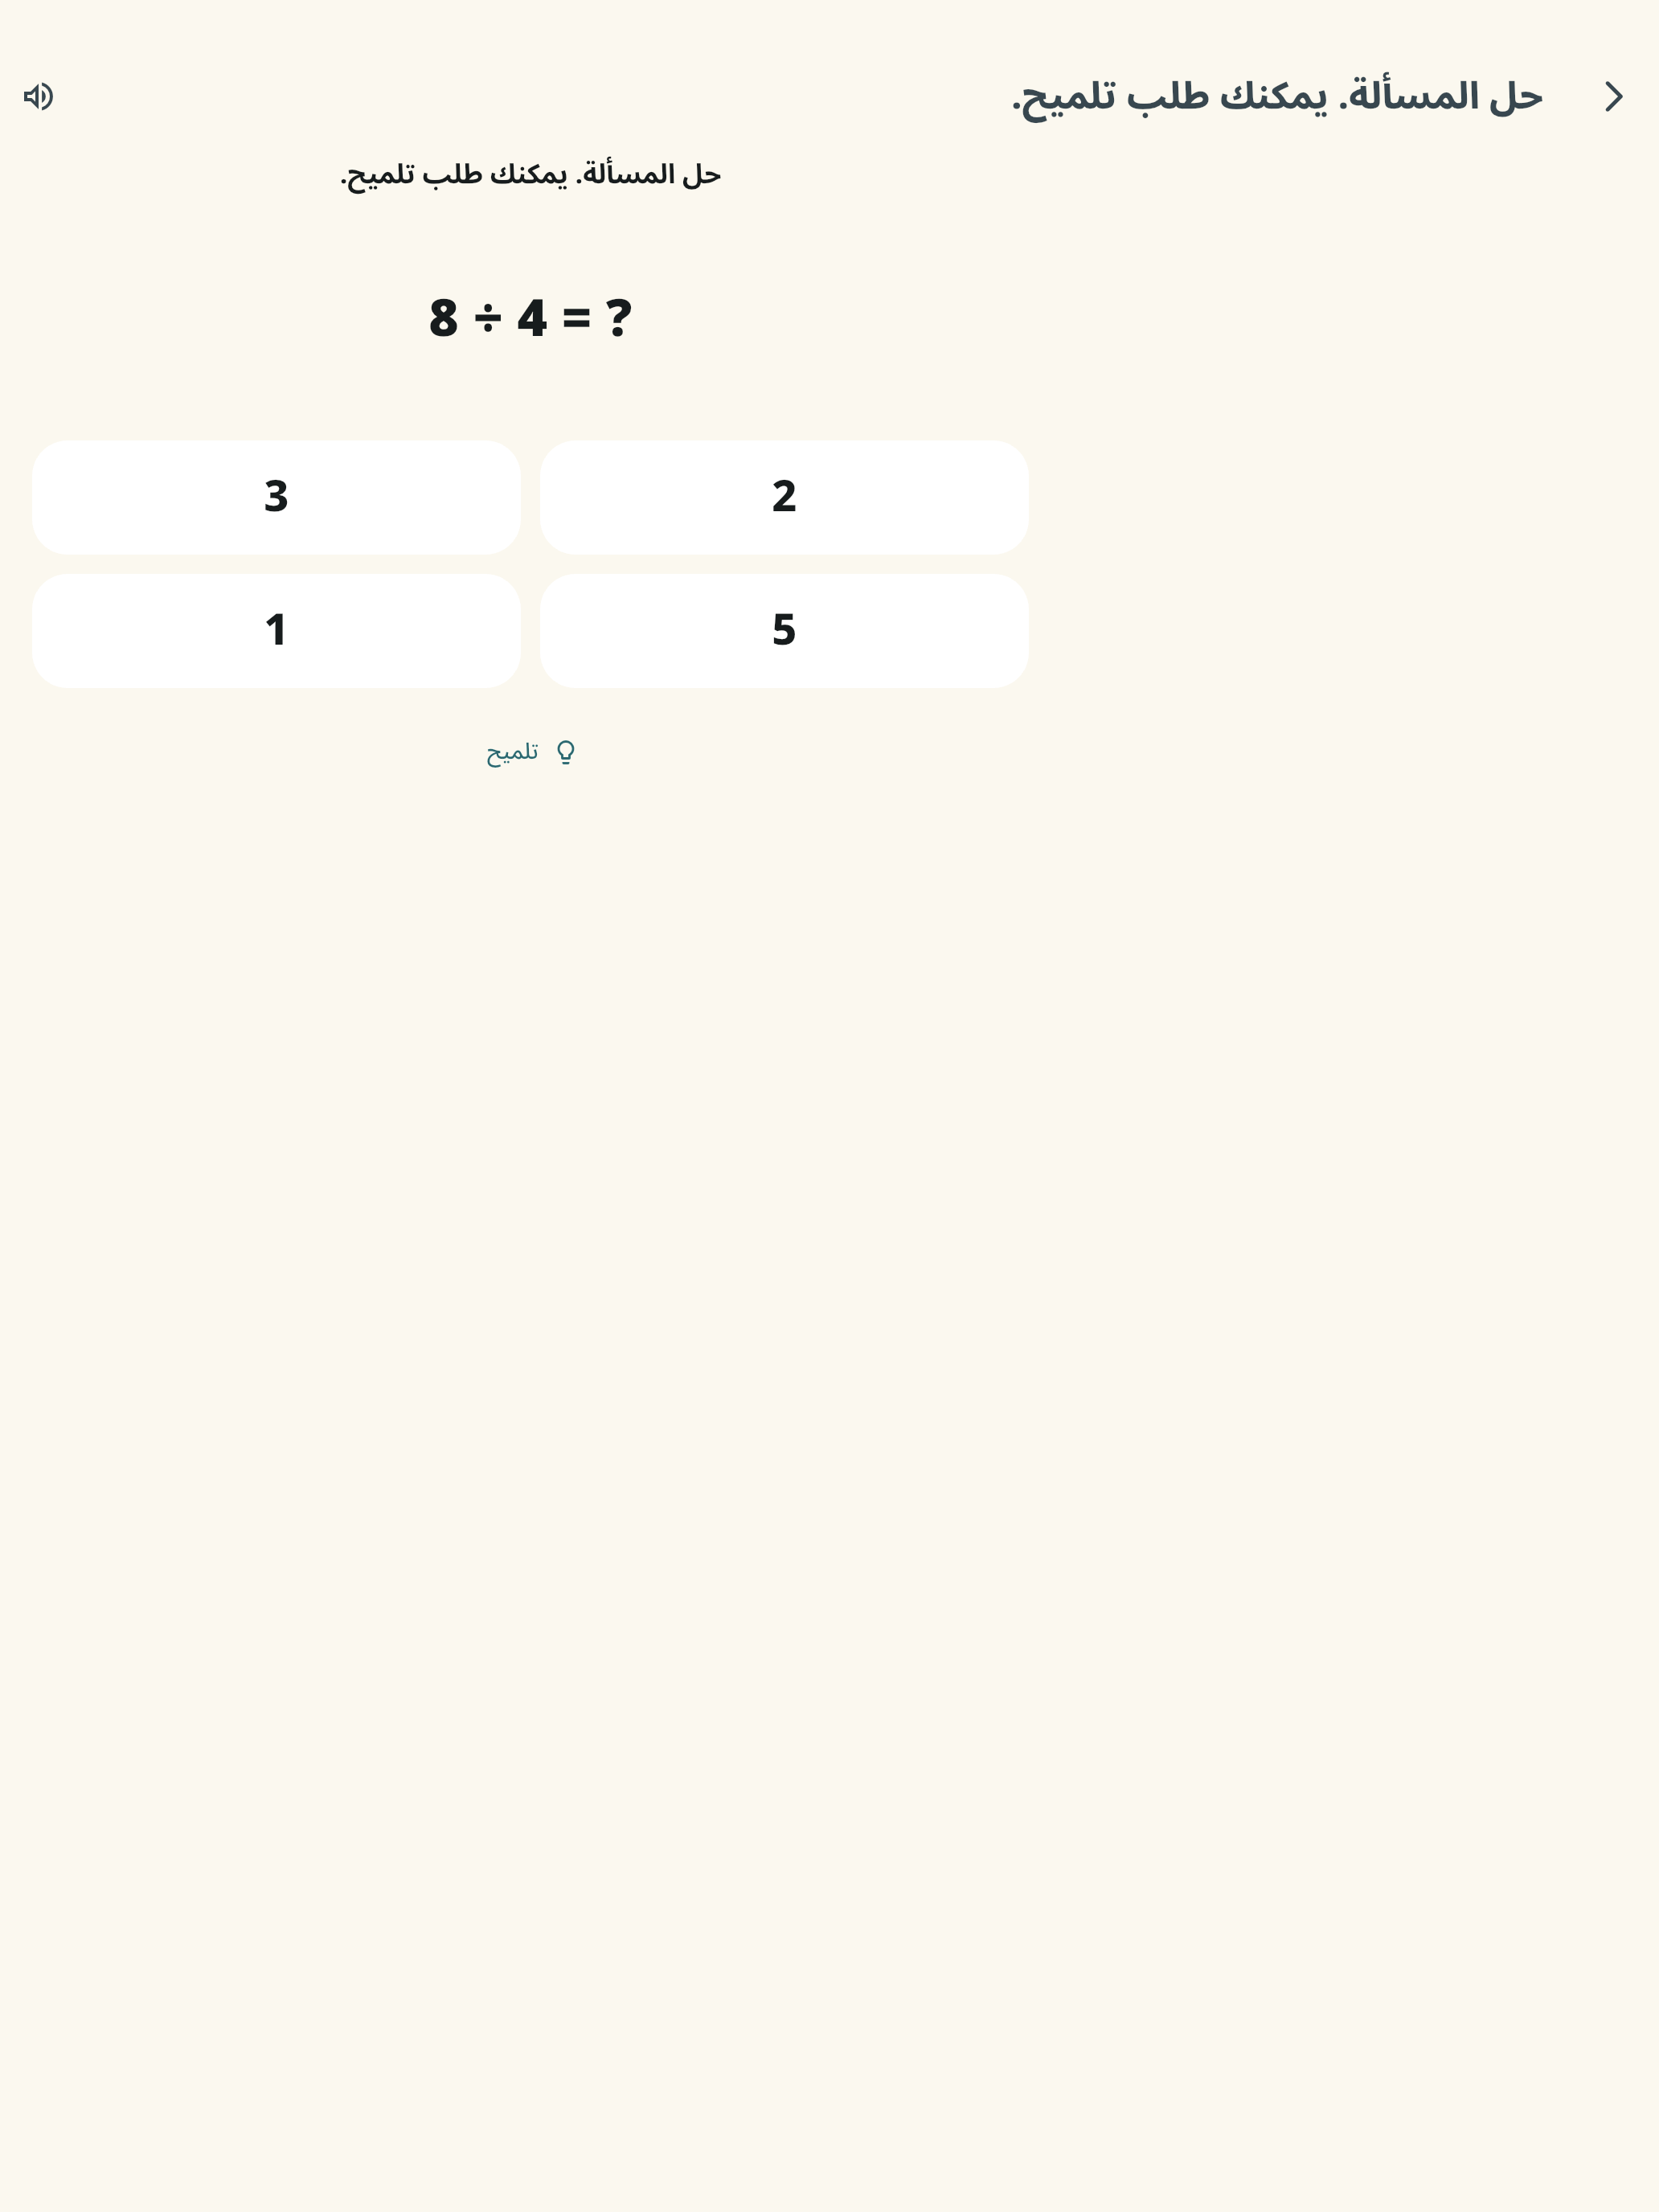 حل المسألة. يمكنك طلب تلميح.
حل المسألة. يمكنك طلب تلميح.
8 ÷ 4 = ?
2
3
5
1
تلميح